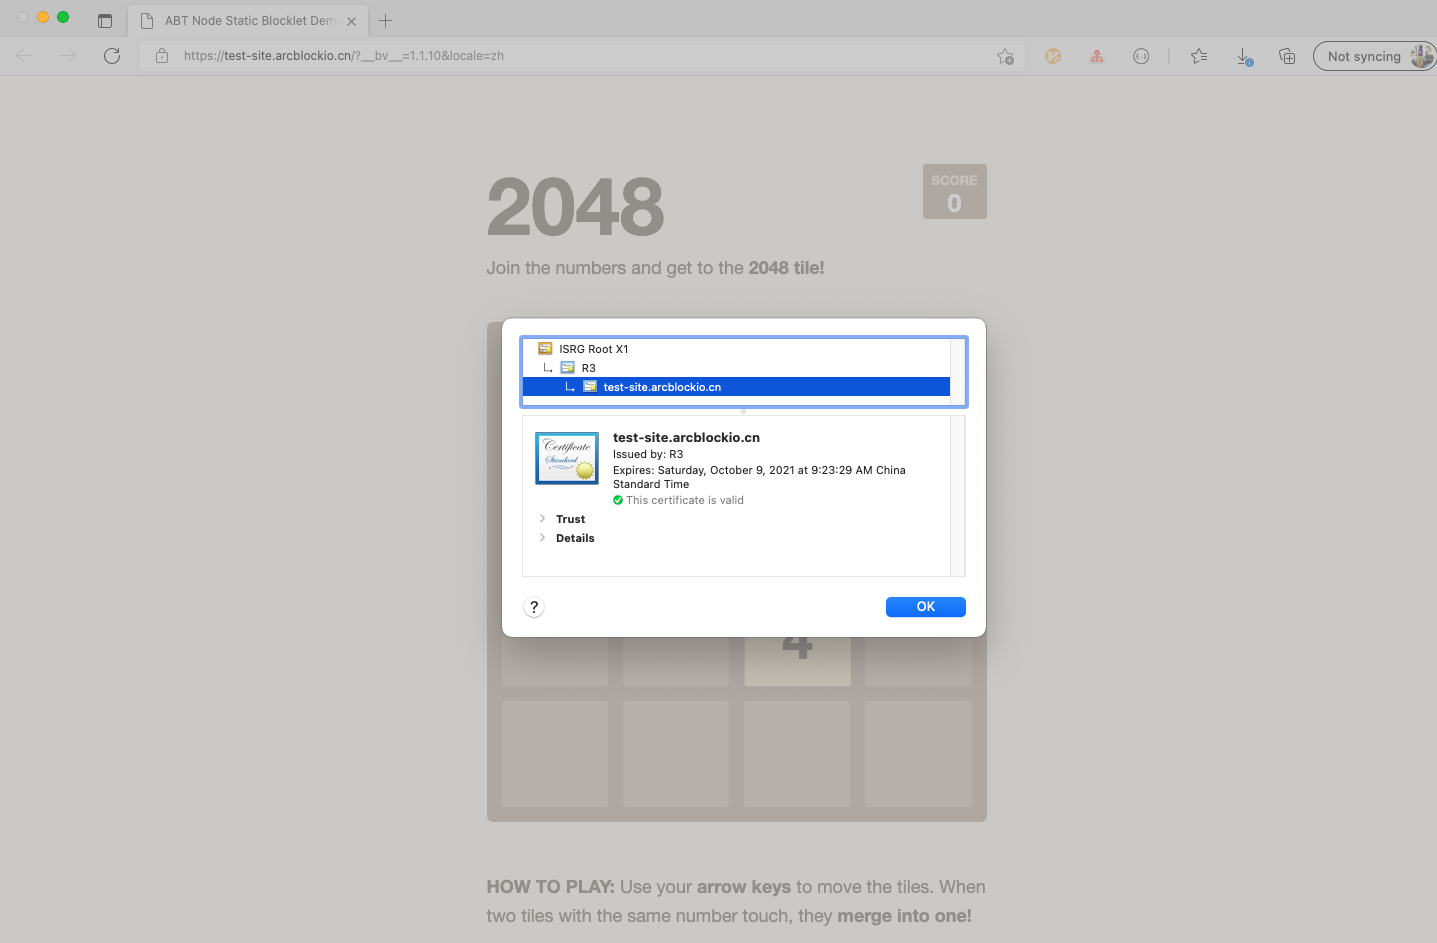 ABT Node Static Blocklet Dem
https://test-site.arcblockio.cn/?__bv__=1.1.10&locale=zh
Not syncing
2048
SCORE
0
Join the numbers and get to the 2048 tile!
ISRG Root X1
R3
test-site.arcblockio.cn
Certificate
Standard
test-site.arcblockio.cn
Issued by: R3
Expires: Saturday, October 9, 2021 at 9:23:29 AM China
Standard Time
This certificate is valid
Trust
Details
?
OK
4
HOW TO PLAY: Use your arrow keys to move the tiles. When
two tiles with the same number touch, they merge into one!